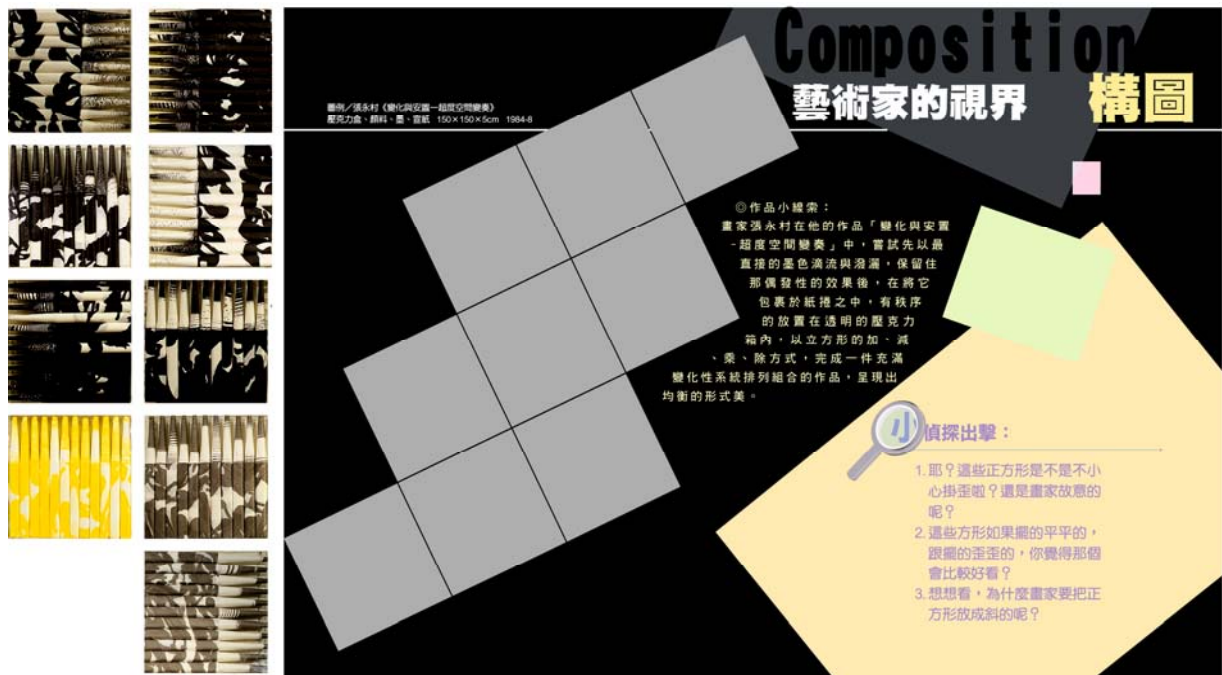 Composition
藝術家的視界 構圖
圖例／張永村《變化與安置—超度空間變奏》
壓克力盒、顏料、墨、宣紙 150×150×5cm 1984-8
◎作品小線索：
畫家張永村在他的作品「變化與安置
-超度空間變奏」中，嘗試先以最
直接的墨色滴流與潑灑，保留住
那偶發性的效果後，在將它
包裹於紙捲之中，有秩序
的放置在透明的壓克力
箱內，以立方形的加、減
、乘、除方式，完成一件充滿
變化性系統排列組合的作品，呈現出
均衡的形式美。
小偵探出擊：
1. 耶？這些正方形是不是不小
心掛歪啦？還是畫家故意的
呢？
2. 這些方形如果擺的平平的，
跟擺的歪歪的，你覺得那個
會比較好看？
3. 想想看，為什麼畫家要把正
方形放成斜的呢？